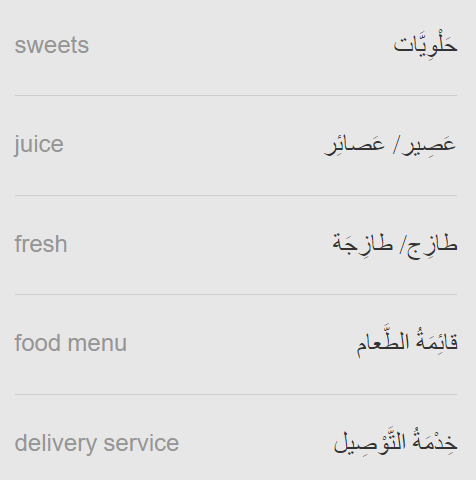 sweets حَلْوِيَّات
juice عَصِير/ عَصائِر
fresh طازِج/ طازِجَة
food menu قائِمَةُ الطَّعام
delivery service خِدْمَةُ التَّوْصِيل